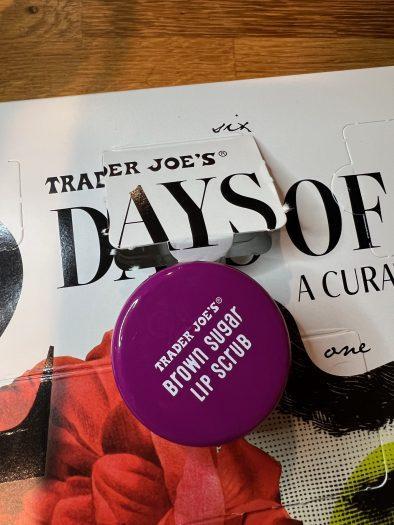 six
TRADER JOE'S®
DAYS OF
A CURA
one
TRADER JOE'S®
Brown Sugar
LIP SCRUB